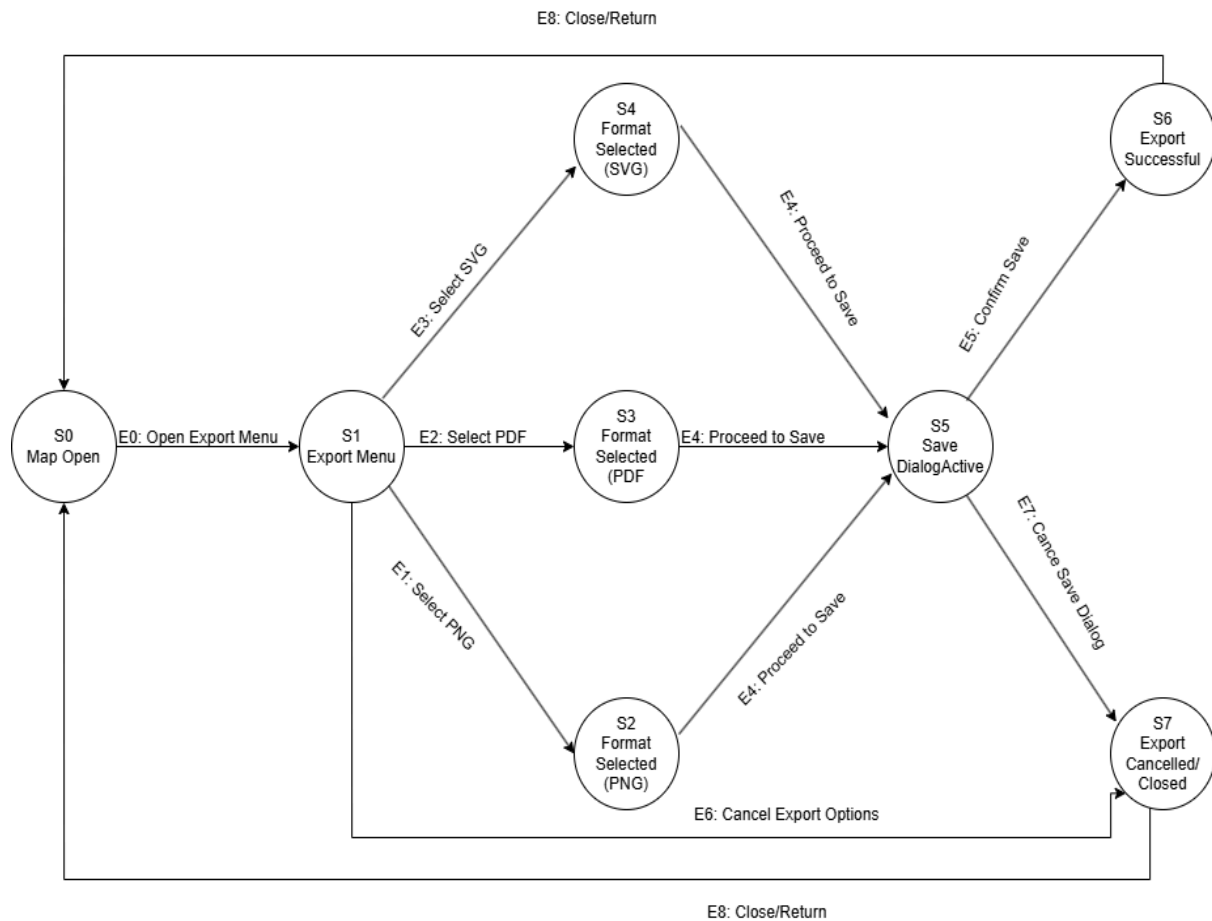 E8: Close/Return
S4
Format
Selected
(SVG)
S6
Export
Successful
E3: Select SVG
E4: Proceed to Save
E5: Confirm Save
S0
Map Open
E0: Open Export Menu
S1
Export Menu
E2: Select PDF
S3
Format
Selected
(PDF
E4: Proceed to Save
S5
Save
DialogActive
E1: Select PNG
E4: Proceed to Save
E7: Cance Save Dialog
S2
Format
Selected
(PNG)
S7
Export
Cancelled/
Closed
E6: Cancel Export Options
E8: Close/Return